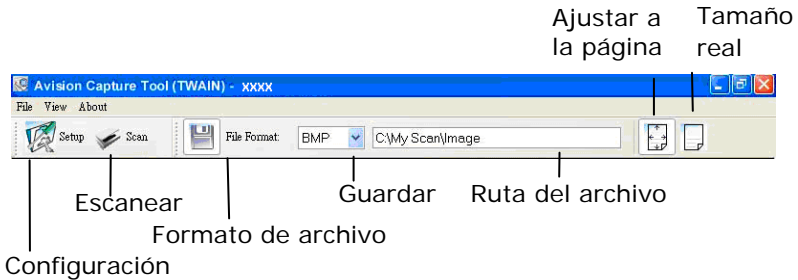 Ajustar a
la página
Tamaño
real
Avision Capture Tool (TWAIN) - xxxx
File View About
Setup Scan File Format: BMP C:\My Scan\Image
Escanear
Guardar
Ruta del archivo
Formato de archivo
Configuración